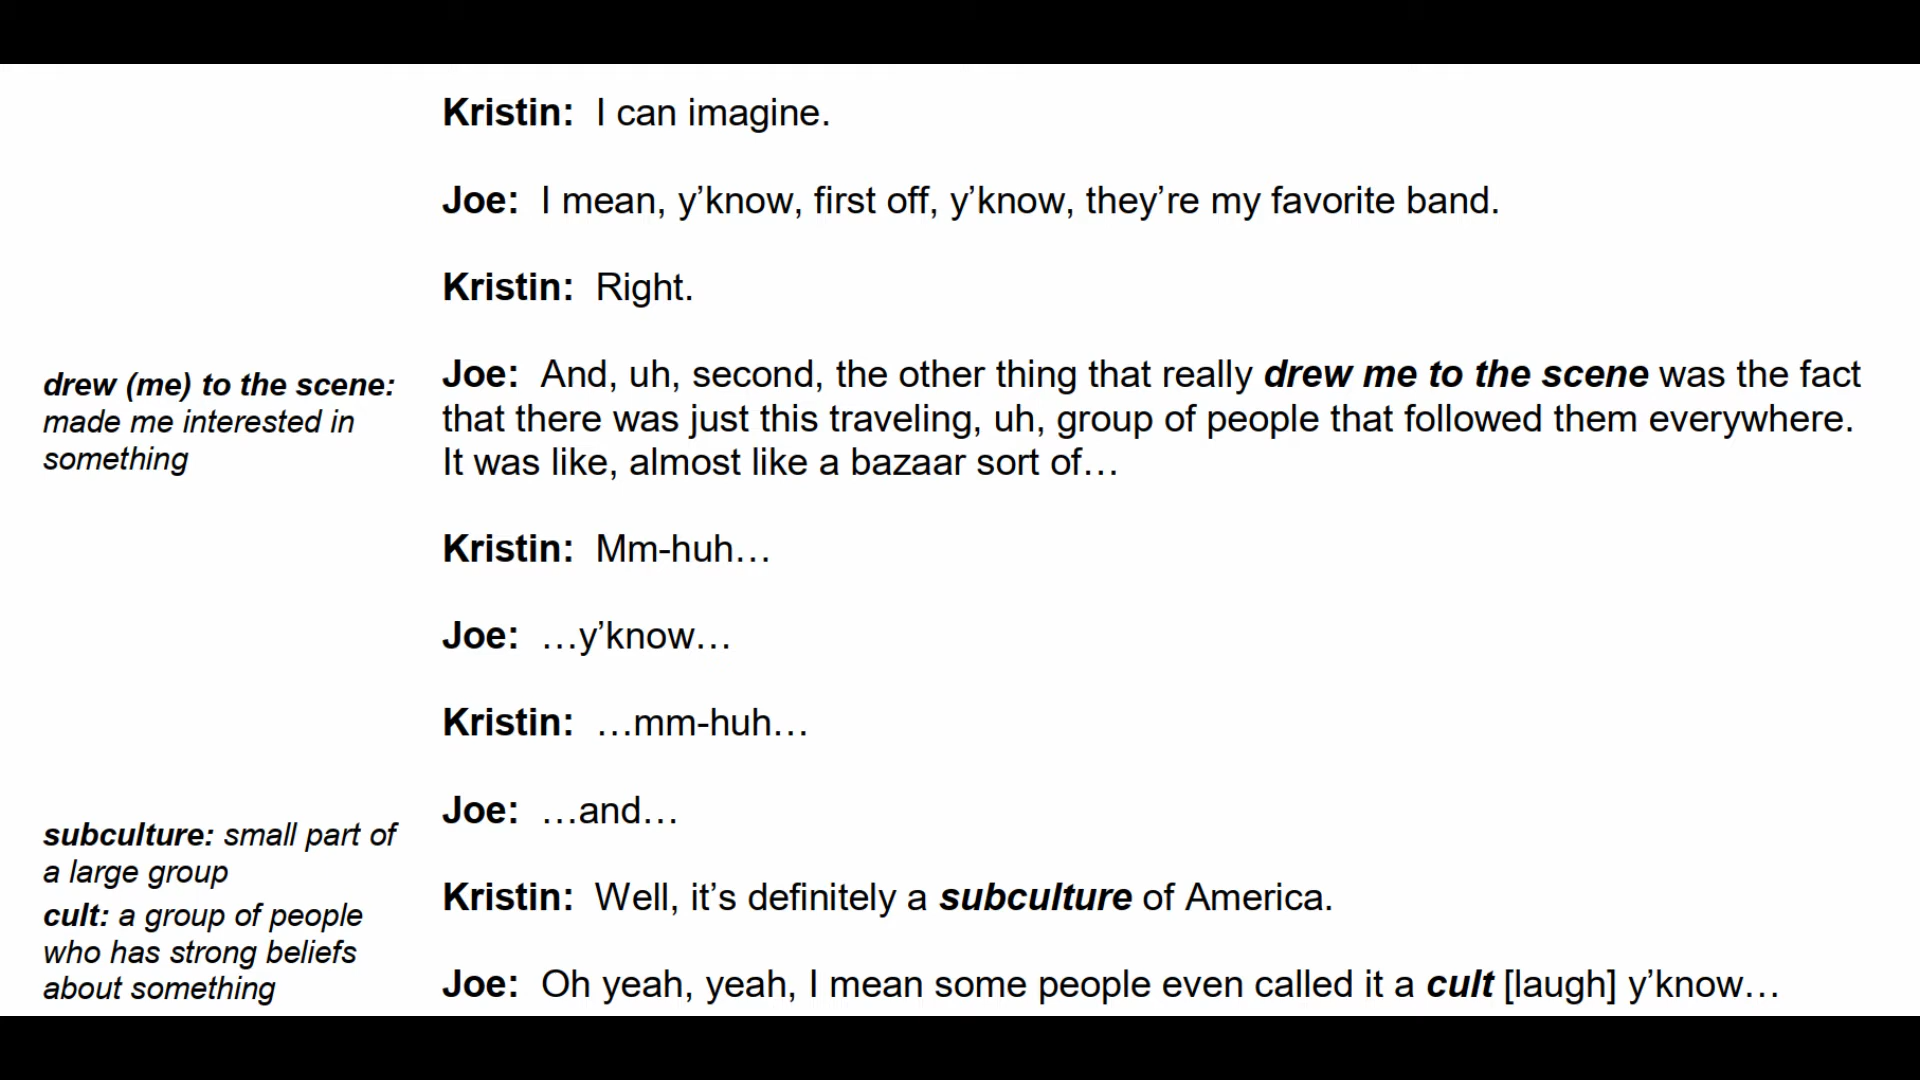 Kristin: I can imagine.
Joe: I mean, y’know, first off, y’know, they’re my favorite band.
Kristin: Right.
drew (me) to the scene:
made me interested in
something
Joe: And, uh, second, the other thing that really drew me to the scene was the fact
that there was just this traveling, uh, group of people that followed them everywhere.
It was like, almost like a bazaar sort of…
Kristin: Mm-huh…
Joe: …y’know…
Kristin: …mm-huh…
Joe: …and…
subculture: small part of
a large group
Kristin: Well, it’s definitely a subculture of America.
cult: a group of people
who has strong beliefs
about something
Joe: Oh yeah, yeah, I mean some people even called it a cult [laugh] y’know…